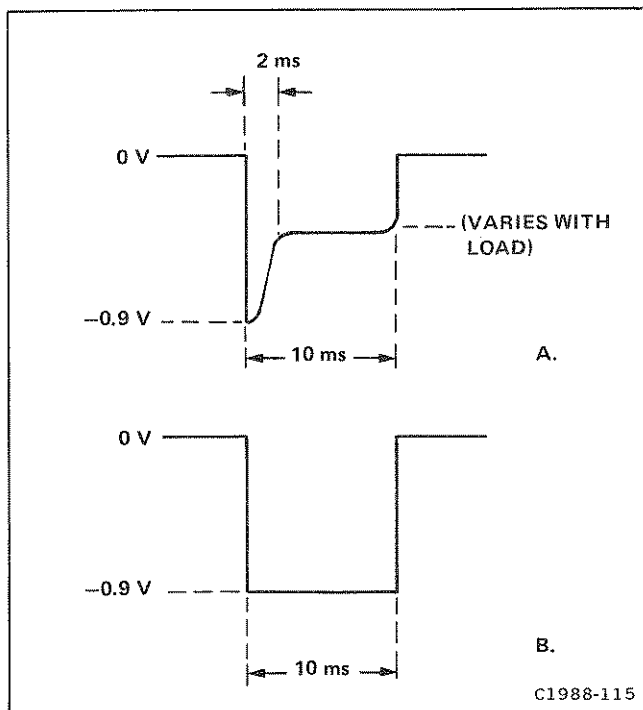 2 ms
0 V
(VARIES WITH
LOAD)
−0.9 V
10 ms
A.
0 V
−0.9 V
10 ms
B.
C1988-115